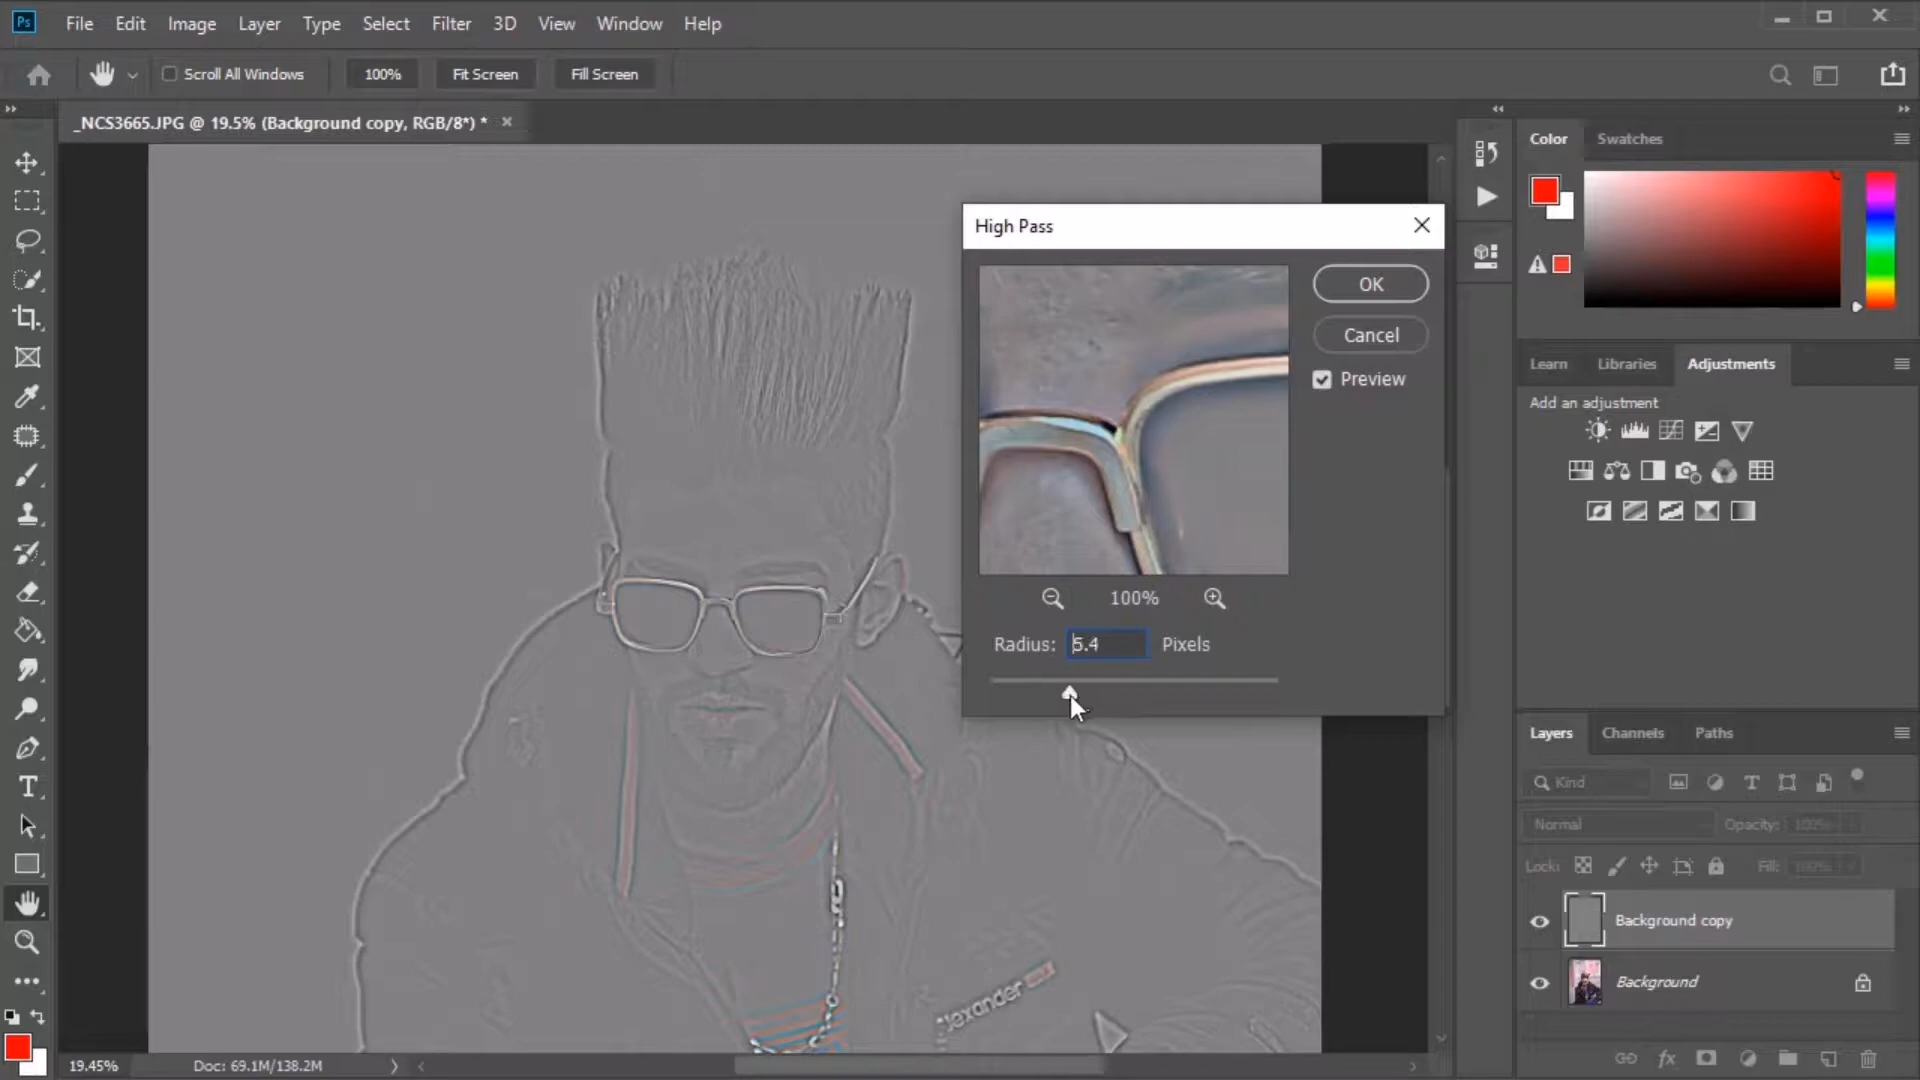 Ps File Edit Image Layer Type Select Filter 3D View Window Help
Scroll All Windows 100% Fit Screen Fill Screen
_NCS3665.JPG @ 19.5% (Background copy, RGB/8*) *
Color Swatches
High Pass
OK
Cancel
Preview
100%
Radius: 5.4 Pixels
Learn Libraries Adjustments
Add an adjustment
Layers Channels Paths
Kind
Normal Opacity: 100%
Lock: Fill: 100%
Background copy
Background
lexander
19.45% Doc: 69.1M/138.2M